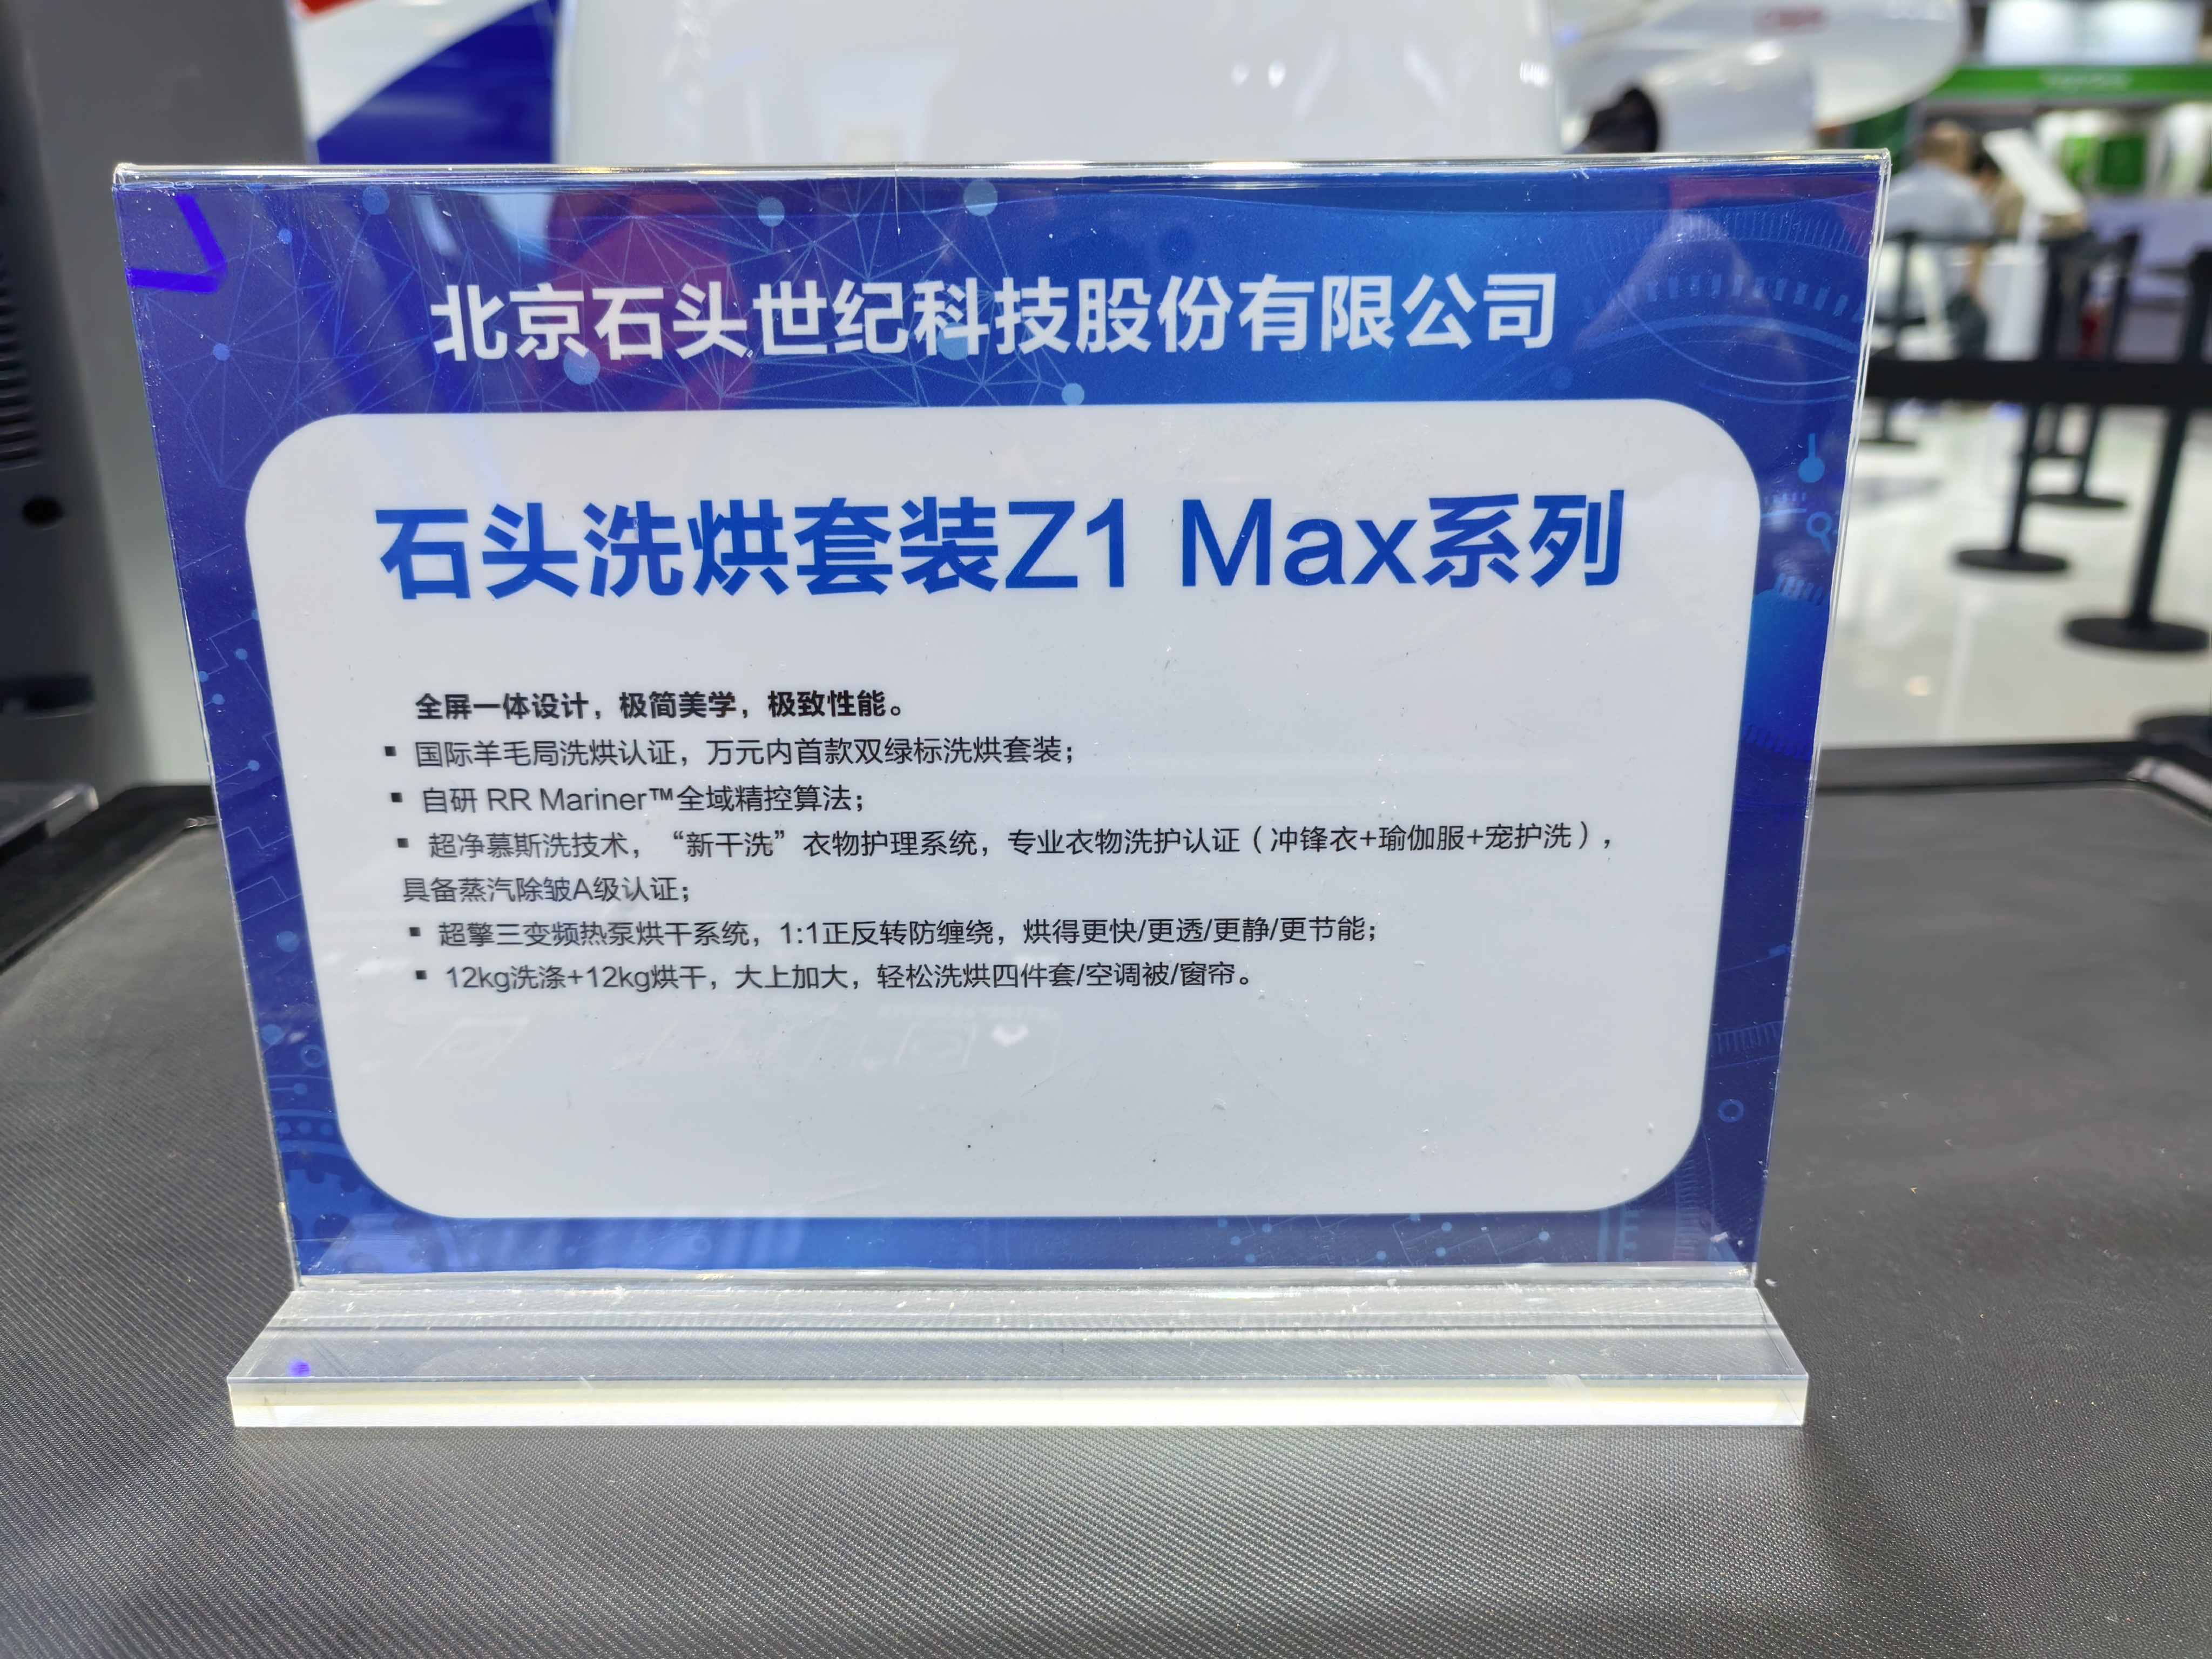 北京石头世纪科技股份有限公司
石头洗烘套装Z1 Max系列
全屏一体设计，极简美学，极致性能。
▪ 国际羊毛局洗烘认证，万元内首款双绿标洗烘套装；
▪ 自研 RR Mariner™全域精控算法；
▪ 超净慕斯洗技术，“新干洗”衣物护理系统，专业衣物洗护认证（冲锋衣+瑜伽服+宠护洗），
具备蒸汽除皱A级认证；
▪ 超擎三变频热泵烘干系统，1:1正反转防缠绕，烘得更快/更透/更静/更节能；
▪ 12kg洗涤+12kg烘干，大上加大，轻松洗烘四件套/空调被/窗帘。